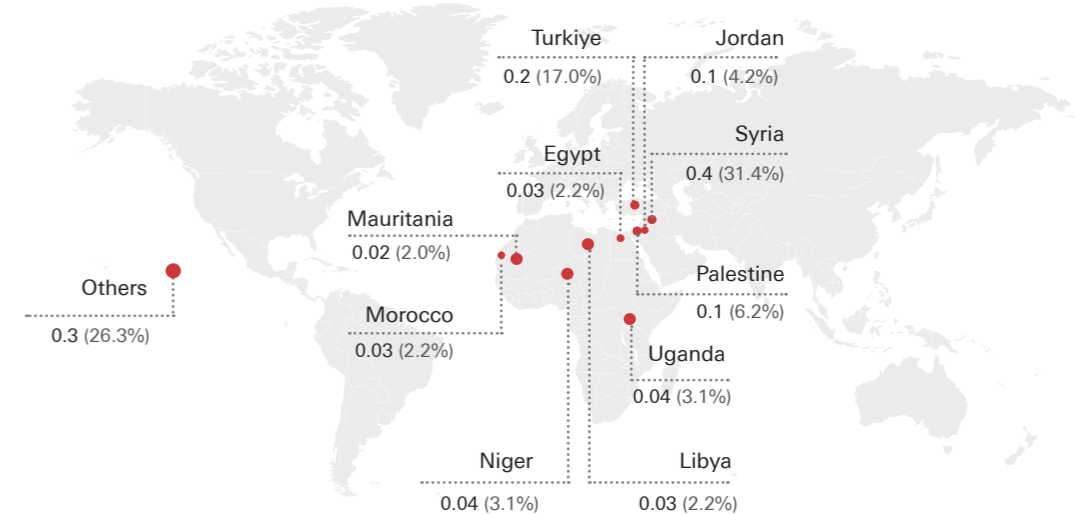 Turkiye
0.2 (17.0%)
Jordan
0.1 (4.2%)
Syria
0.4 (31.4%)
Egypt
0.03 (2.2%)
Mauritania
0.02 (2.0%)
Others
0.3 (26.3%)
Morocco
0.03 (2.2%)
Palestine
0.1 (6.2%)
Uganda
0.04 (3.1%)
Niger
0.04 (3.1%)
Libya
0.03 (2.2%)